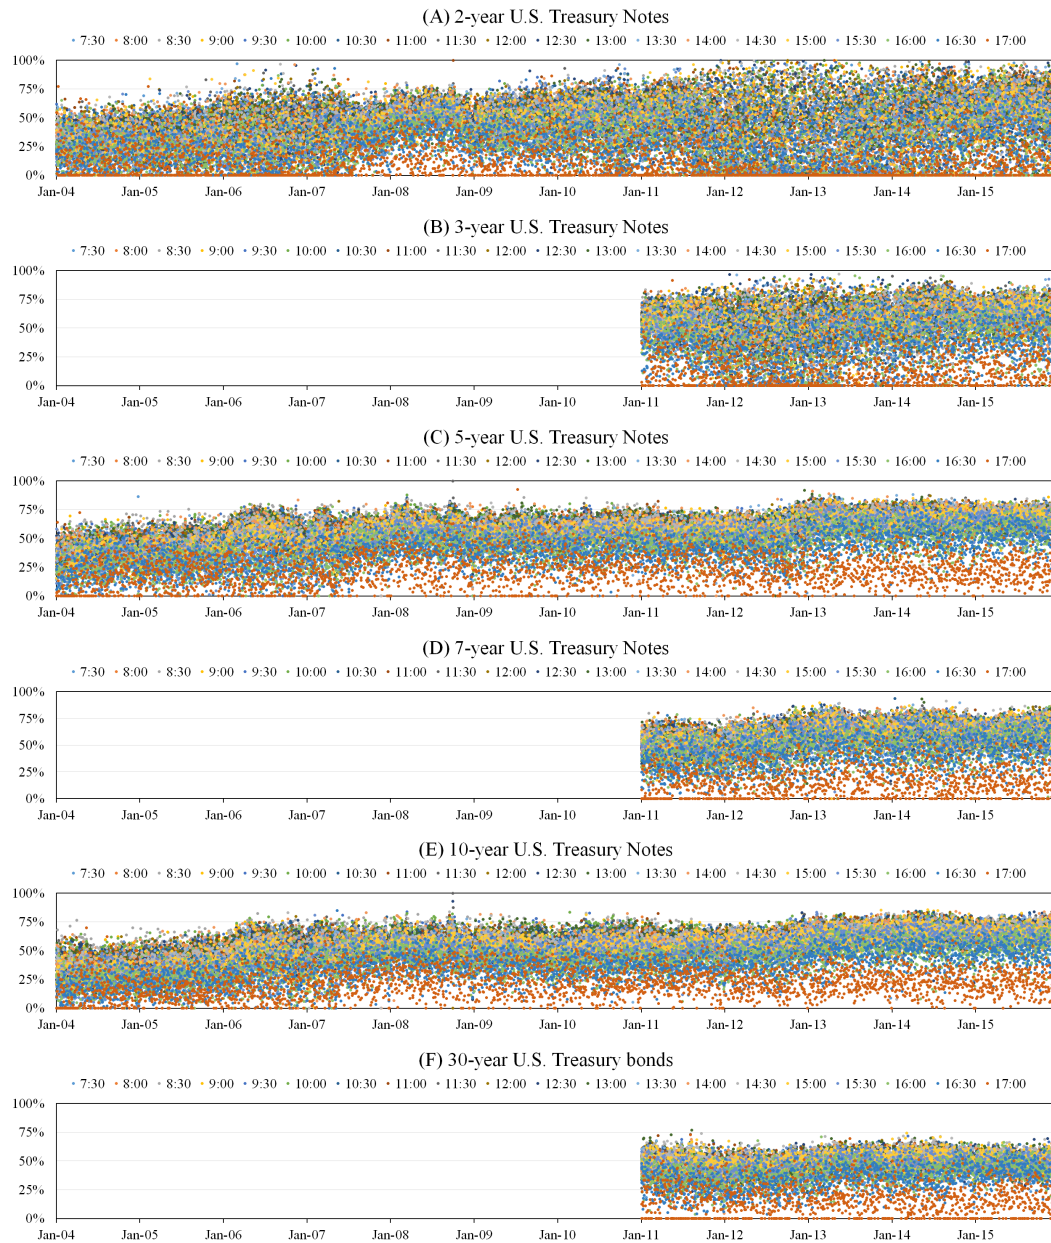 (A) 2-year U.S. Treasury Notes
7:30 8:00 8:30 9:00 9:30 10:00 10:30 11:00 11:30 12:00 12:30 13:00 13:30 14:00 14:30 15:00 15:30 16:00 16:30 17:00
100%
75%
50%
25%
0%
Jan-04 Jan-05 Jan-06 Jan-07 Jan-08 Jan-09 Jan-10 Jan-11 Jan-12 Jan-13 Jan-14 Jan-15
(B) 3-year U.S. Treasury Notes
7:30 8:00 8:30 9:00 9:30 10:00 10:30 11:00 11:30 12:00 12:30 13:00 13:30 14:00 14:30 15:00 15:30 16:00 16:30 17:00
100%
75%
50%
25%
0%
Jan-04 Jan-05 Jan-06 Jan-07 Jan-08 Jan-09 Jan-10 Jan-11 Jan-12 Jan-13 Jan-14 Jan-15
(C) 5-year U.S. Treasury Notes
7:30 8:00 8:30 9:00 9:30 10:00 10:30 11:00 11:30 12:00 12:30 13:00 13:30 14:00 14:30 15:00 15:30 16:00 16:30 17:00
100%
75%
50%
25%
0%
Jan-04 Jan-05 Jan-06 Jan-07 Jan-08 Jan-09 Jan-10 Jan-11 Jan-12 Jan-13 Jan-14 Jan-15
(D) 7-year U.S. Treasury Notes
7:30 8:00 8:30 9:00 9:30 10:00 10:30 11:00 11:30 12:00 12:30 13:00 13:30 14:00 14:30 15:00 15:30 16:00 16:30 17:00
100%
75%
50%
25%
0%
Jan-04 Jan-05 Jan-06 Jan-07 Jan-08 Jan-09 Jan-10 Jan-11 Jan-12 Jan-13 Jan-14 Jan-15
(E) 10-year U.S. Treasury Notes
7:30 8:00 8:30 9:00 9:30 10:00 10:30 11:00 11:30 12:00 12:30 13:00 13:30 14:00 14:30 15:00 15:30 16:00 16:30 17:00
100%
75%
50%
25%
0%
Jan-04 Jan-05 Jan-06 Jan-07 Jan-08 Jan-09 Jan-10 Jan-11 Jan-12 Jan-13 Jan-14 Jan-15
(F) 30-year U.S. Treasury bonds
7:30 8:00 8:30 9:00 9:30 10:00 10:30 11:00 11:30 12:00 12:30 13:00 13:30 14:00 14:30 15:00 15:30 16:00 16:30 17:00
100%
75%
50%
25%
0%
Jan-04 Jan-05 Jan-06 Jan-07 Jan-08 Jan-09 Jan-10 Jan-11 Jan-12 Jan-13 Jan-14 Jan-15